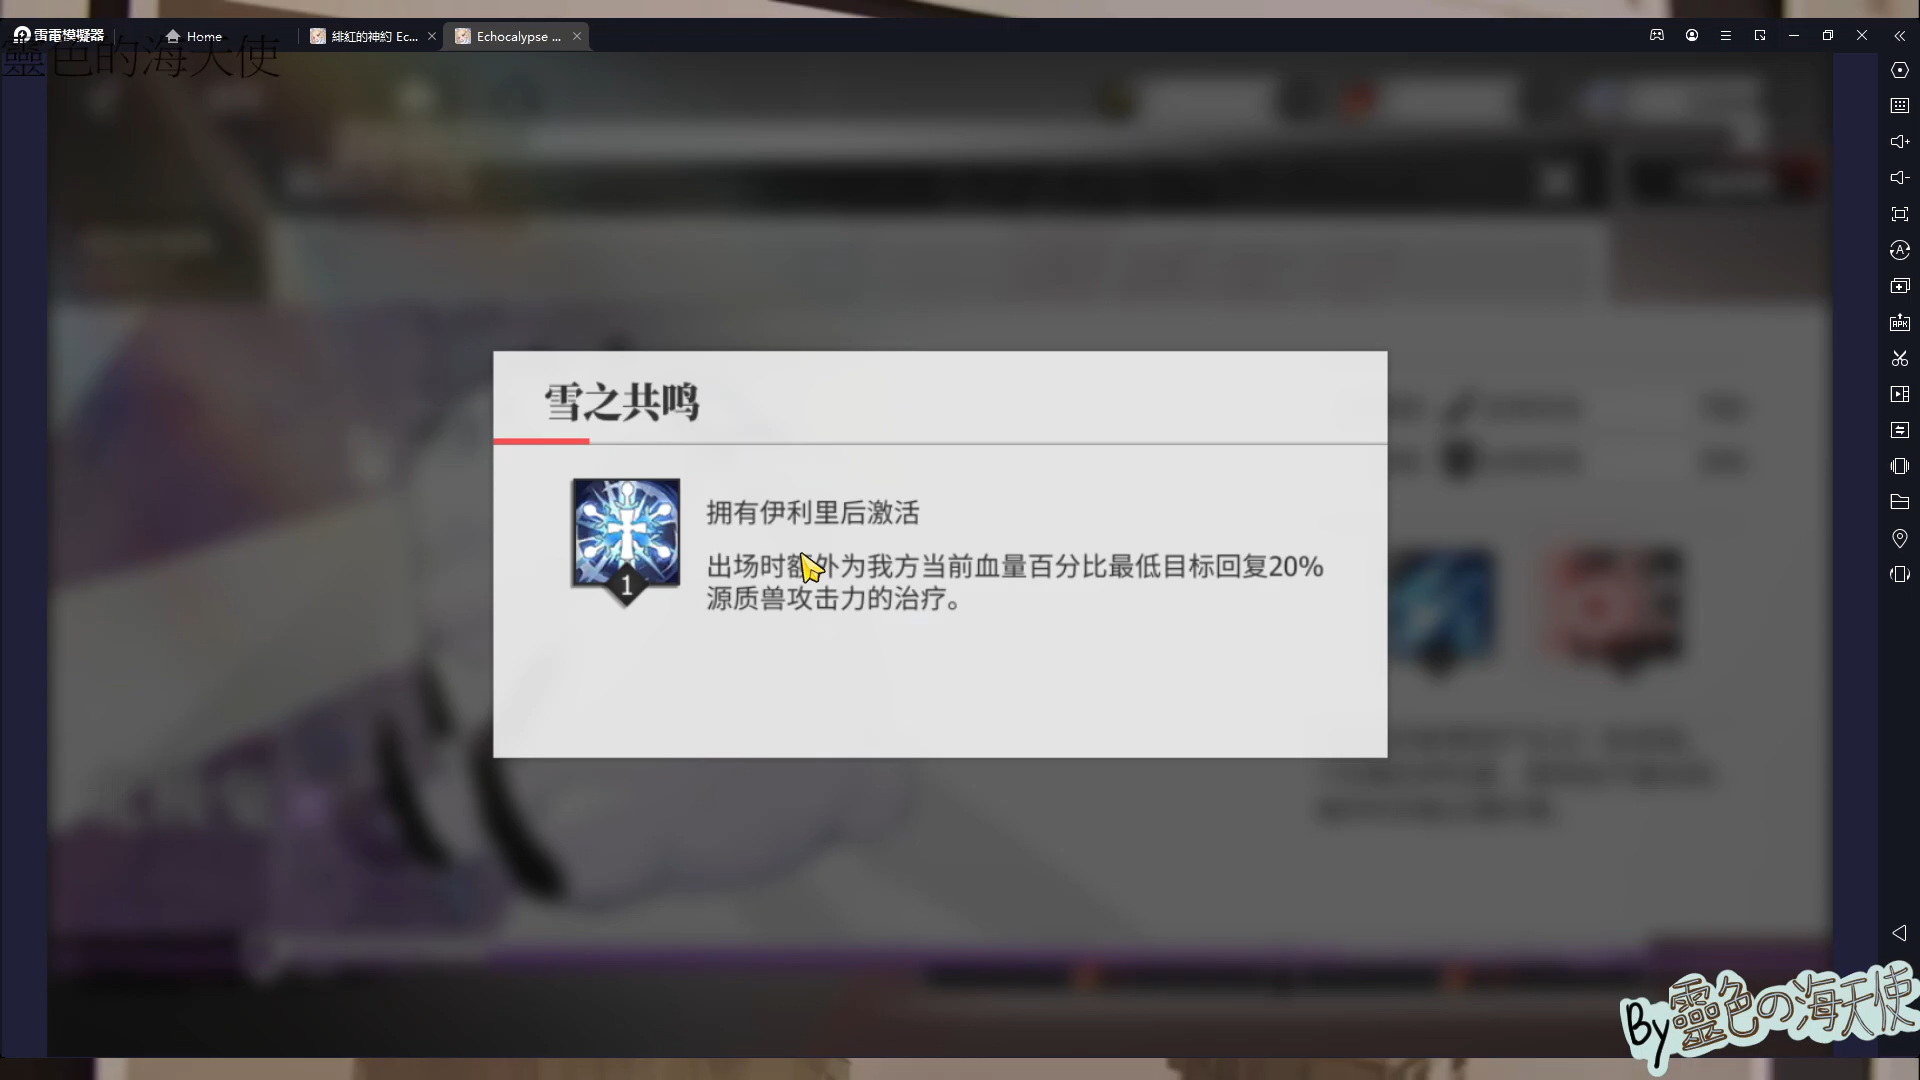 雷電模擬器
Home
緋紅的神約 Ec...
Echocalypse ...
靈色的海天使
雪之共鸣
拥有伊利里后激活
出场时额外为我方当前血量百分比最低目标回复20%
源质兽攻击力的治疗。
1
APK
By靈色の海天使